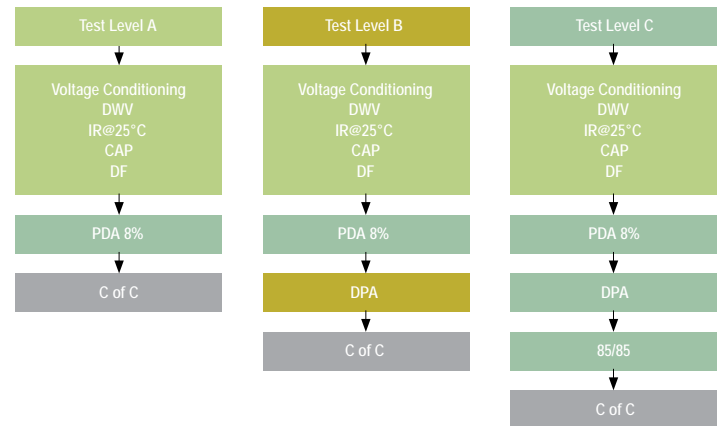 Test Level A
Voltage Conditioning
DWV
IR@25°C
CAP
DF
PDA 8%
C of C
Test Level B
Voltage Conditioning
DWV
IR@25°C
CAP
DF
PDA 8%
DPA
C of C
Test Level C
Voltage Conditioning
DWV
IR@25°C
CAP
DF
PDA 8%
DPA
85/85
C of C